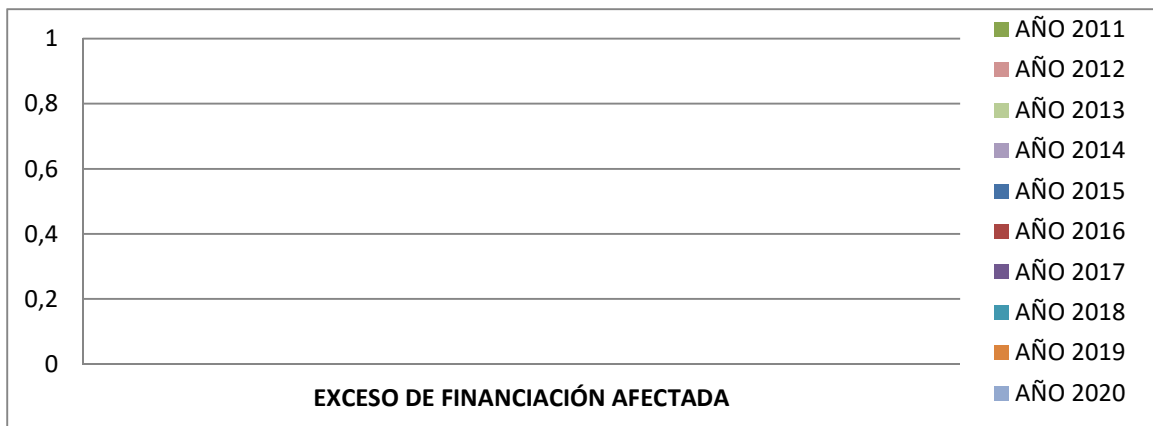 1
0,8
0,6
0,4
0,2
0
EXCESO DE FINANCIACIÓN AFECTADA
AÑO 2011
AÑO 2012
AÑO 2013
AÑO 2014
AÑO 2015
AÑO 2016
AÑO 2017
AÑO 2018
AÑO 2019
AÑO 2020